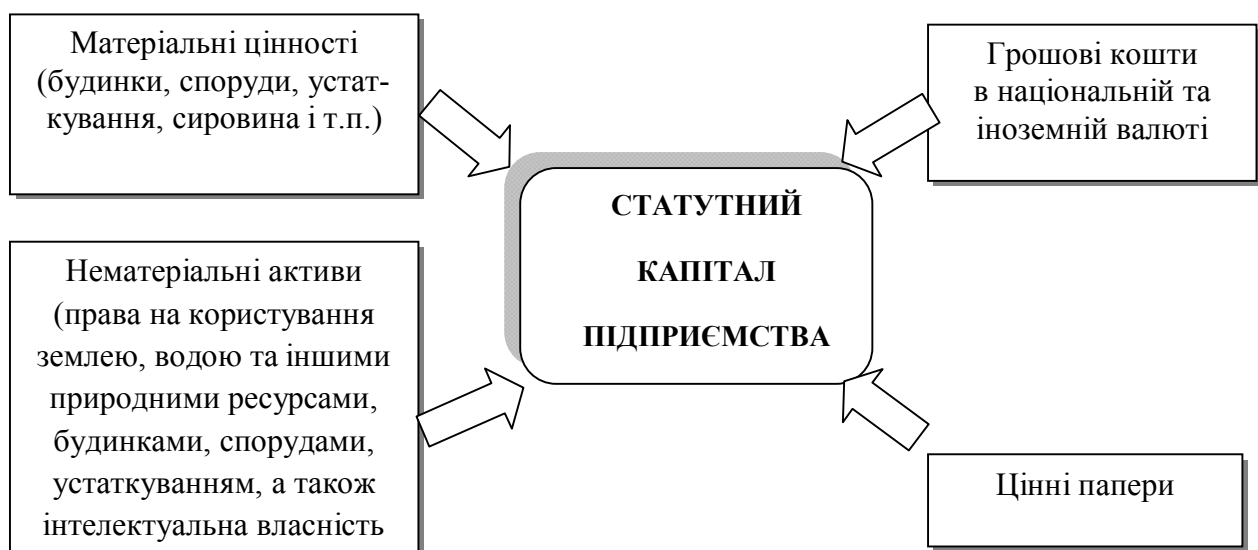 Матеріальні цінності
(будинки, споруди, устат-
кування, сировина і т.п.)
Грошові кошти
в національній та
іноземній валюті
СТАТУТНИЙ
КАПІТАЛ
ПІДПРИЄМСТВА
Нематеріальні активи
(права на користування
землею, водою та іншими
природними ресурсами,
будинками, спорудами,
устаткуванням, а також
інтелектуальна власність
Цінні папери